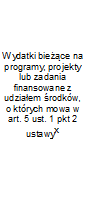 Wydatki bieżące na
programy, projekty
lub zadania
finansowane z
udziałem środków,
o których mowa w
art. 5 ust. 1 pkt 2
ustawyx